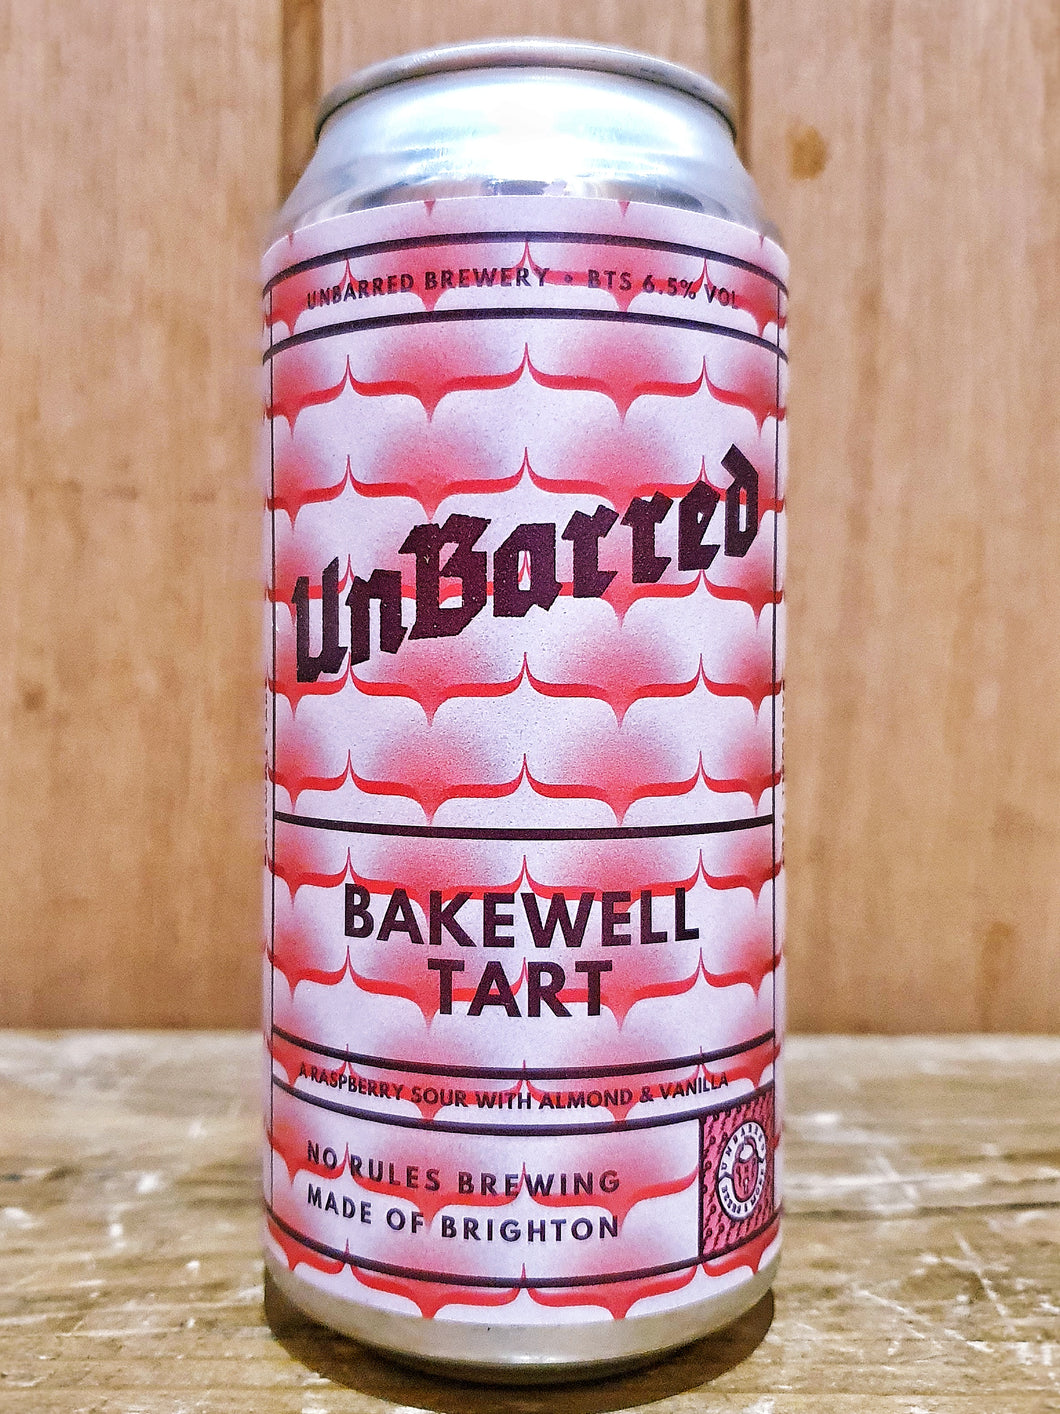 UNBARRED BREWERY • BTS 6.5% VOL
UnBarred
BAKEWELL
TART
A RASPBERRY SOUR WITH ALMOND & VANILLA
NO RULES BREWING
MADE OF BRIGHTON
UNBARRED